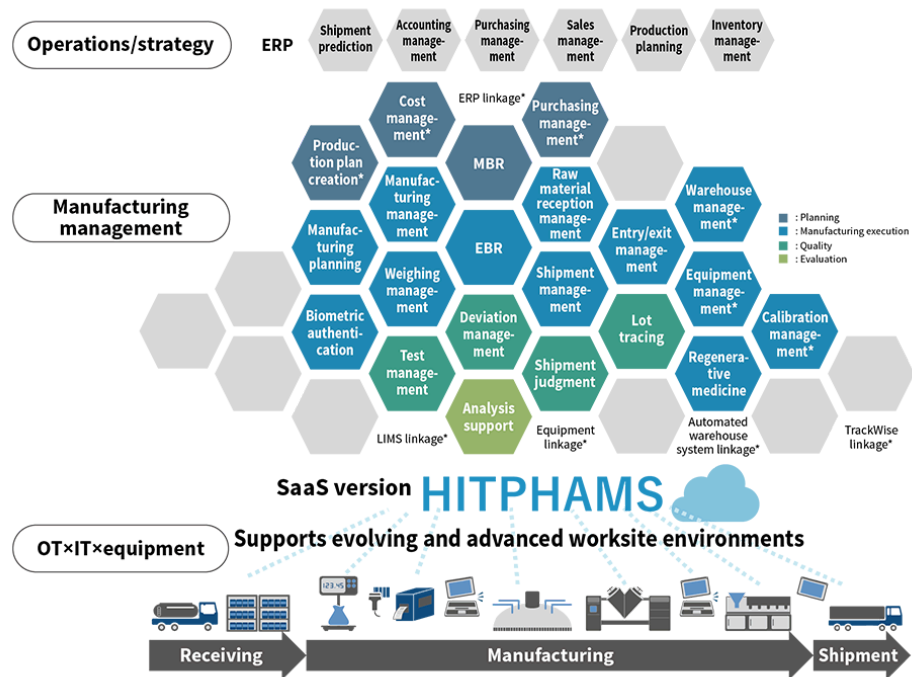 Operations/strategy
ERP
Shipment
prediction
Accounting
manage-
ment
Purchasing
manage-
ment
Sales
manage-
ment
Production
planning
Inventory
manage-
ment
Manufacturing
management
Cost
manage-
ment*
ERP linkage*
Purchasing
manage-
ment*
Produc-
tion plan
creation*
MBR
Manufac-
turing
management
Raw
material
reception
management
Warehouse
manage-
ment*
: Planning
: Manufacturing execution
: Quality
: Evaluation
Manufac-
turing
planning
EBR
Entry/exit
manage-
ment
Weighing
manage-
ment
Shipment
manage-
ment
Equipment
manage-
ment*
Biometric
authenti-
cation
Deviation
manage-
ment
Lot
tracing
Calibration
manage-
ment*
Test
manage-
ment
Shipment
judgment
Regenera-
tive
medicine
Analysis
support
LIMS linkage*
Equipment
linkage*
Automated
warehouse
system linkage*
TrackWise
linkage*
SaaS version HITPHAMS
OT×IT×equipment
Supports evolving and advanced worksite environments
123.45
Receiving
Manufacturing
Shipment